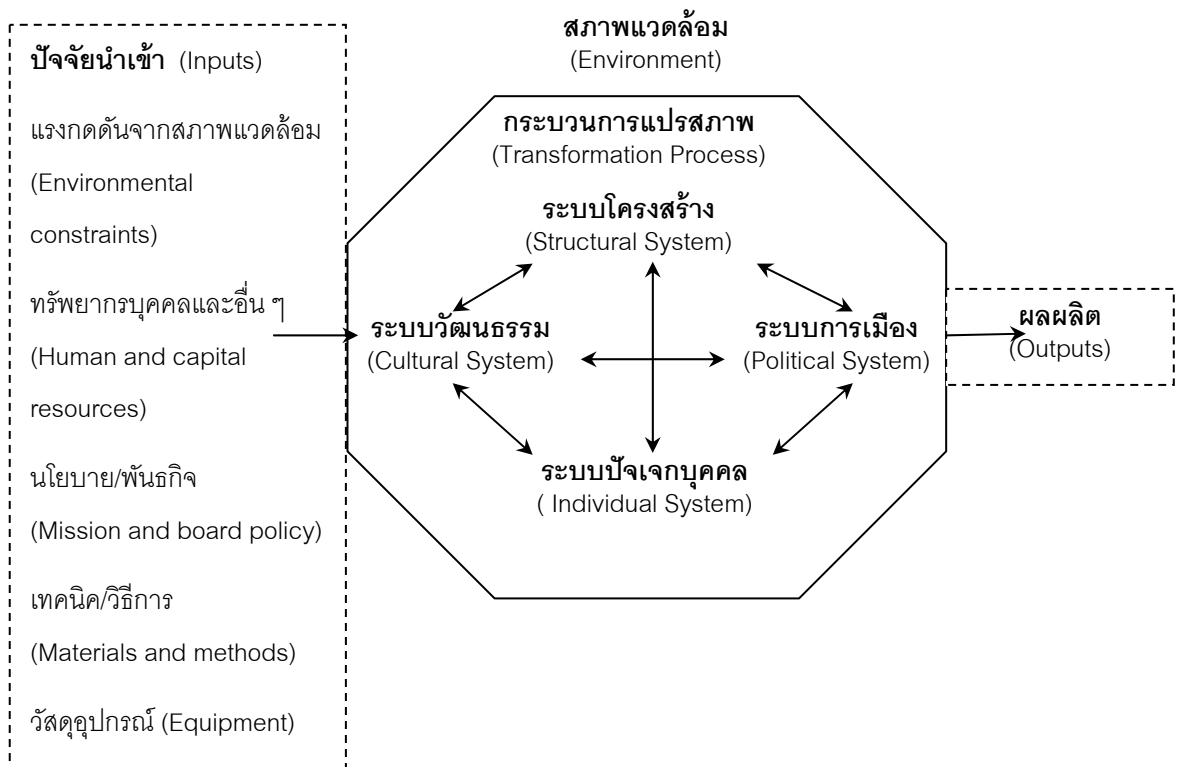 ปัจจัยนำเข้า (Inputs)
แรงกดดันจากสภาพแวดล้อม
(Environmental
constraints)
ทรัพยากรบุคคลและอื่น ๆ
(Human and capital
resources)
นโยบาย/พันธกิจ
(Mission and board policy)
เทคนิค/วิธีการ
(Materials and methods)
วัสดุอุปกรณ์ (Equipment)
สภาพแวดล้อม
(Environment)
กระบวนการแปรสภาพ
(Transformation Process)
ระบบโครงสร้าง
(Structural System)
ระบบวัฒนธรรม
(Cultural System)
ระบบการเมือง
(Political System)
ระบบปัจเจกบุคคล
( Individual System)
ผลผลิต
(Outputs)